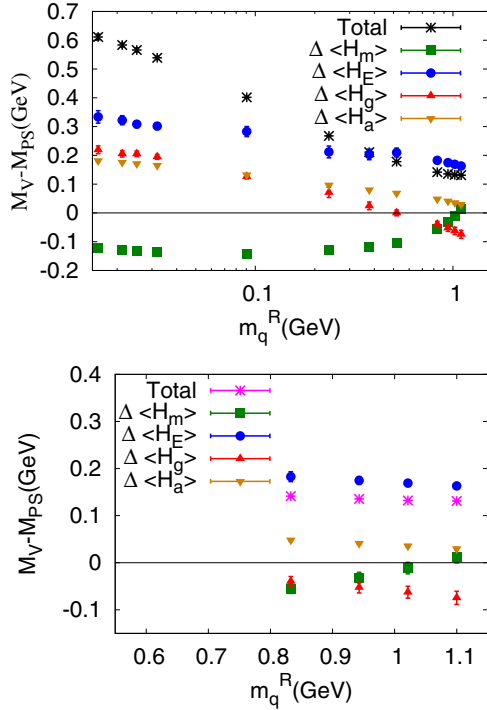 0.7
0.6
0.5
0.4
0.3
0.2
0.1
0
-0.1
-0.2
M_V-M_PS(GeV)
Total
Δ <H_m>
Δ <H_E>
Δ <H_g>
Δ <H_a>
0.1 1
m_q^R(GeV)
0.4
0.3
0.2
0.1
0
-0.1
M_V-M_PS(GeV)
Total
Δ <H_m>
Δ <H_E>
Δ <H_g>
Δ <H_a>
0.6 0.7 0.8 0.9 1 1.1
m_q^R(GeV)